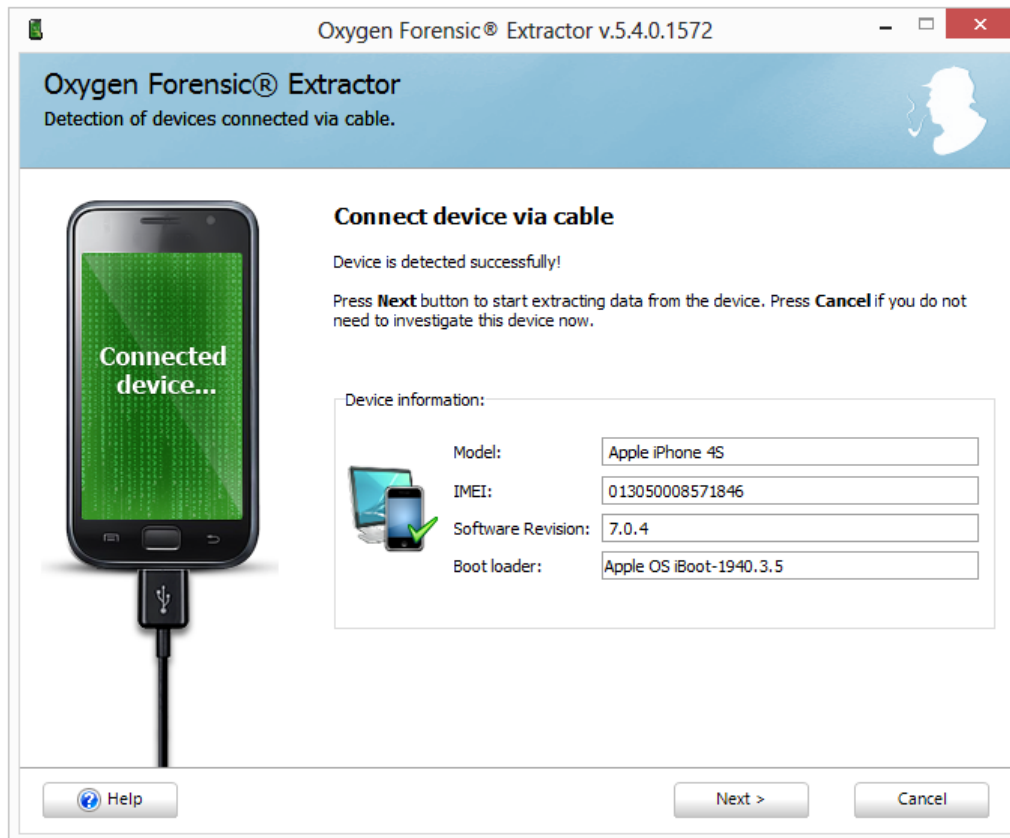 Oxygen Forensic® Extractor v.5.4.0.1572
Oxygen Forensic® Extractor
Detection of devices connected via cable.
Connected
device...
Connect device via cable
Device is detected successfully!
Press Next button to start extracting data from the device. Press Cancel if you do not
need to investigate this device now.
Device information:
Model: Apple iPhone 4S
IMEI: 013050008571846
Software Revision: 7.0.4
Boot loader: Apple OS iBoot-1940.3.5
Help
Next >
Cancel